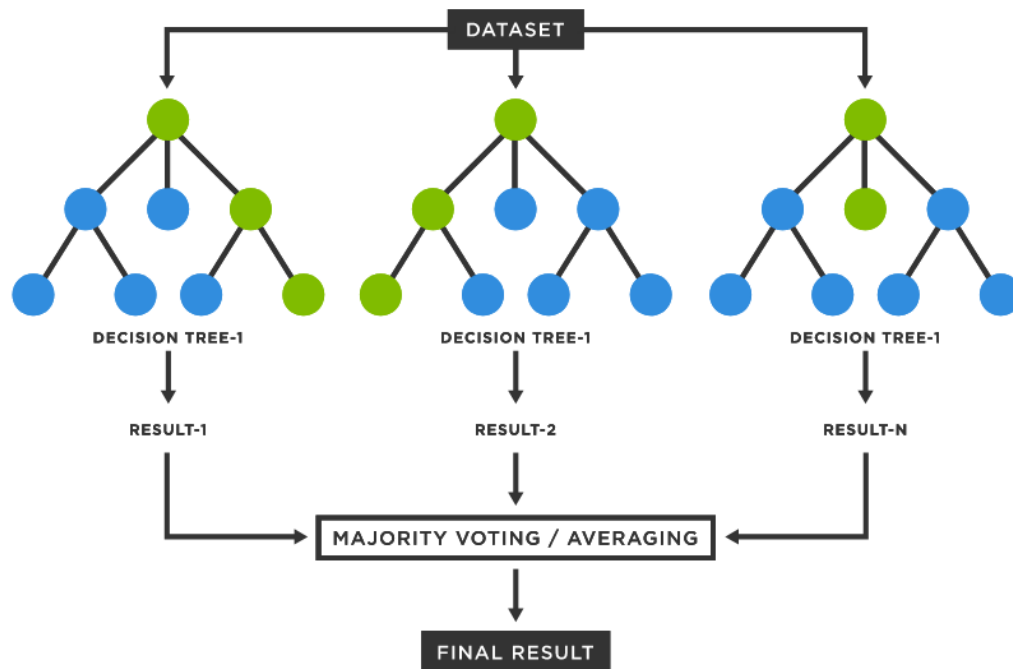 DATASET
DECISION TREE-1
DECISION TREE-1
DECISION TREE-1
RESULT-1
RESULT-2
RESULT-N
MAJORITY VOTING / AVERAGING
FINAL RESULT